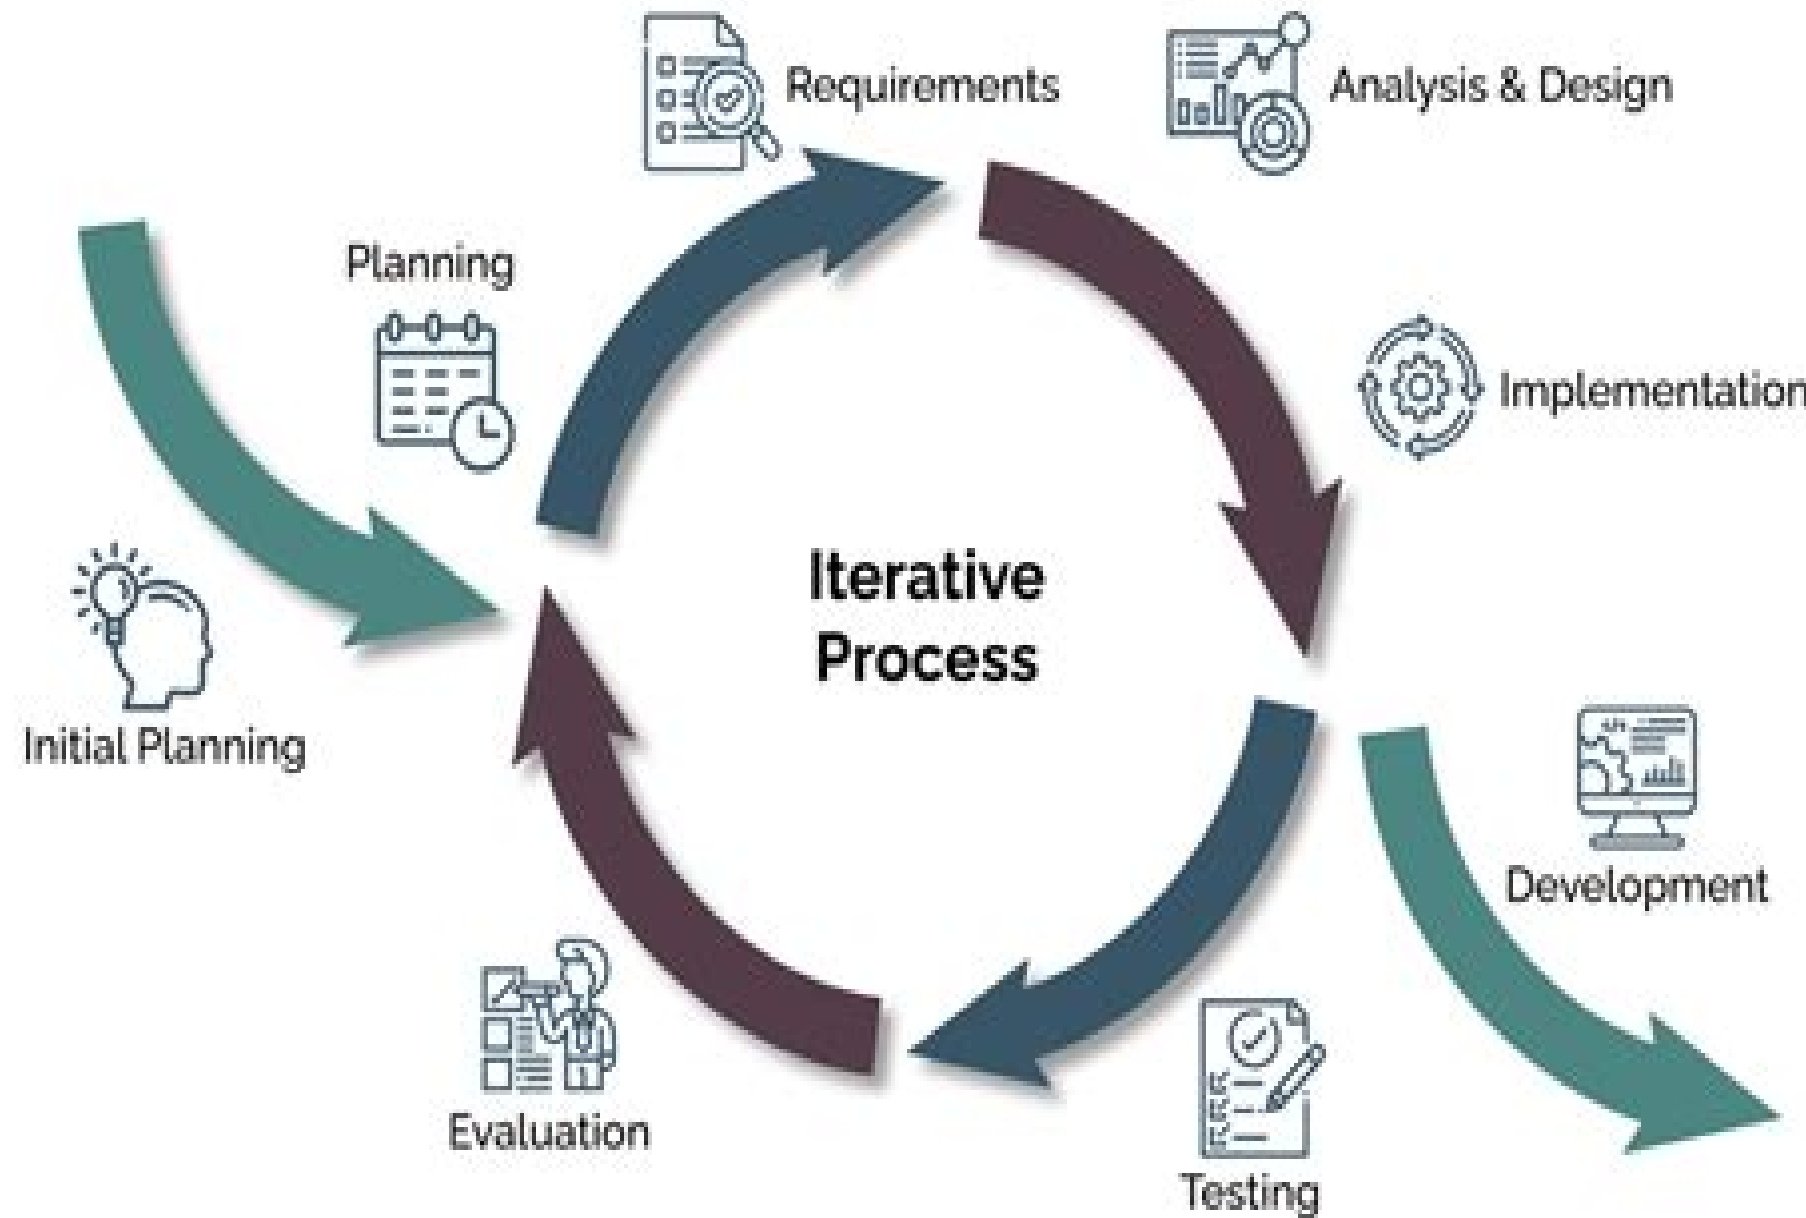 Requirements
Analysis & Design
Planning
Implementation
Iterative
Process
Initial Planning
Development
Evaluation
Testing